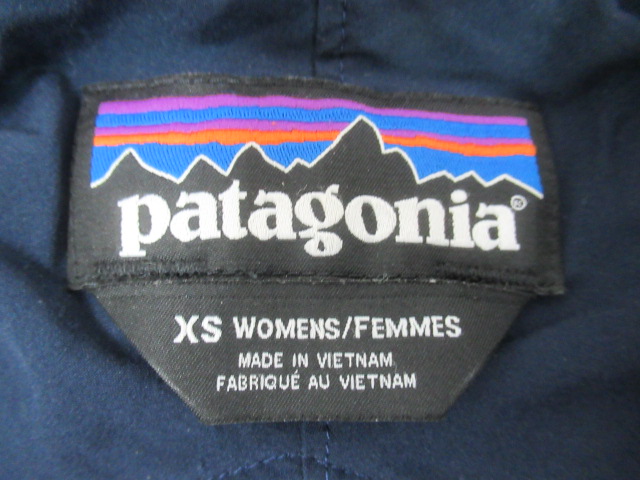 patagonia®
XS WOMENS/FEMMES
MADE IN VIETNAM
FABRIQUÉ AU VIETNAM